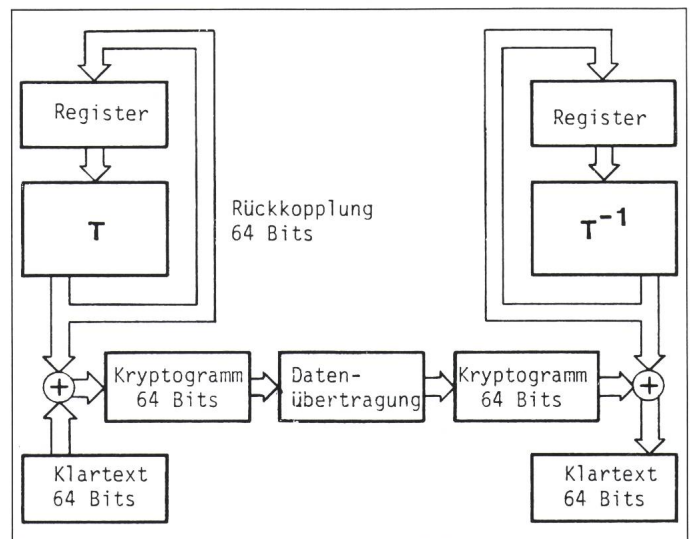 Register
Register
T
T⁻¹
Rückkopplung
64 Bits
+
Kryptogramm
64 Bits
Daten-
übertragung
Kryptogramm
64 Bits
+
Klartext
64 Bits
Klartext
64 Bits